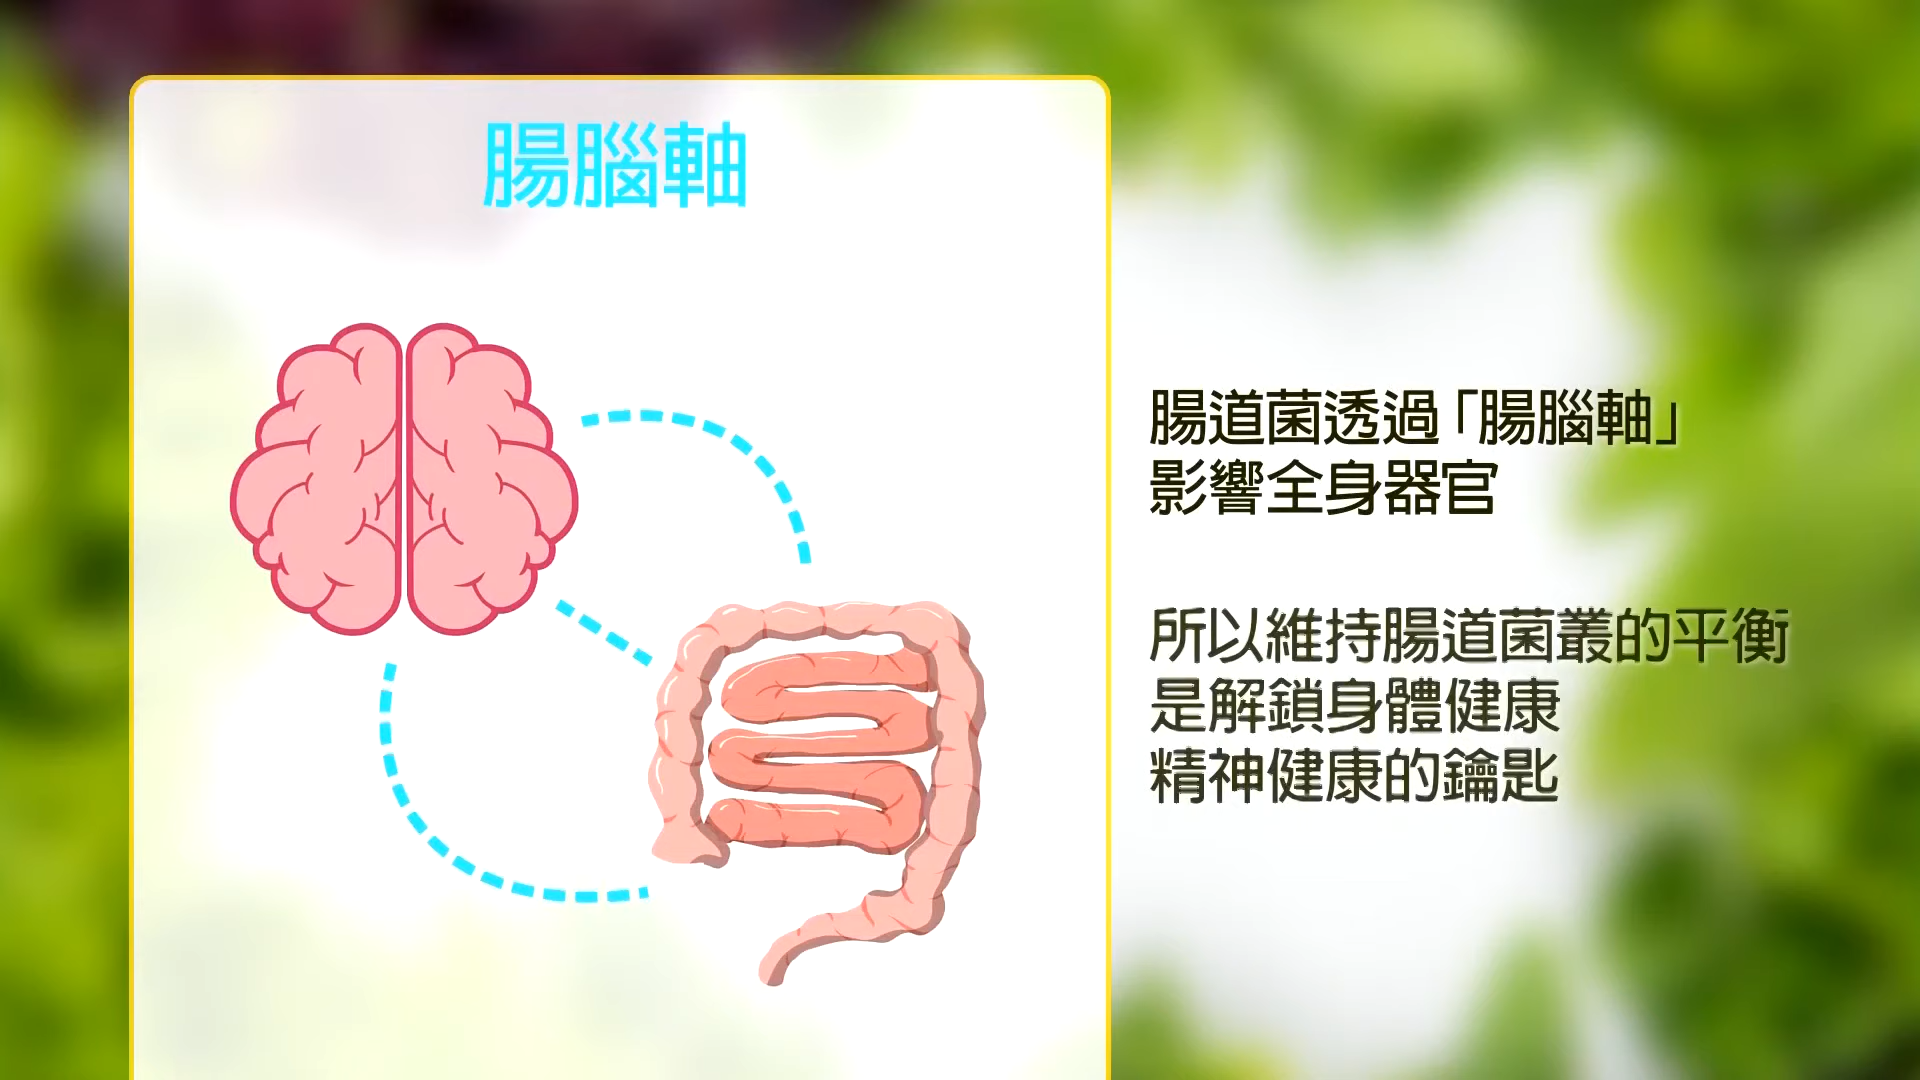 腸腦軸
腸道菌透過「腸腦軸」
影響全身器官
所以維持腸道菌叢的平衡
是解鎖身體健康
精神健康的鑰匙